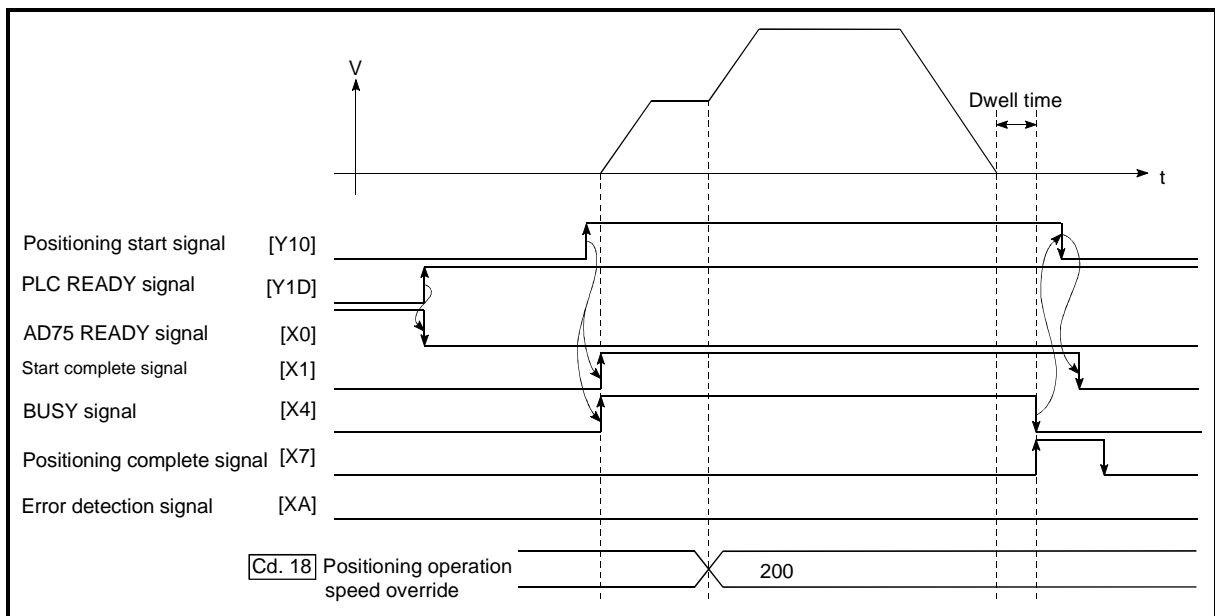 V
Dwell time
t
Positioning start signal [Y10]
PLC READY signal [Y1D]
AD75 READY signal [X0]
Start complete signal [X1]
BUSY signal [X4]
Positioning complete signal [X7]
Error detection signal [XA]
Cd. 18 Positioning operation
speed override
200